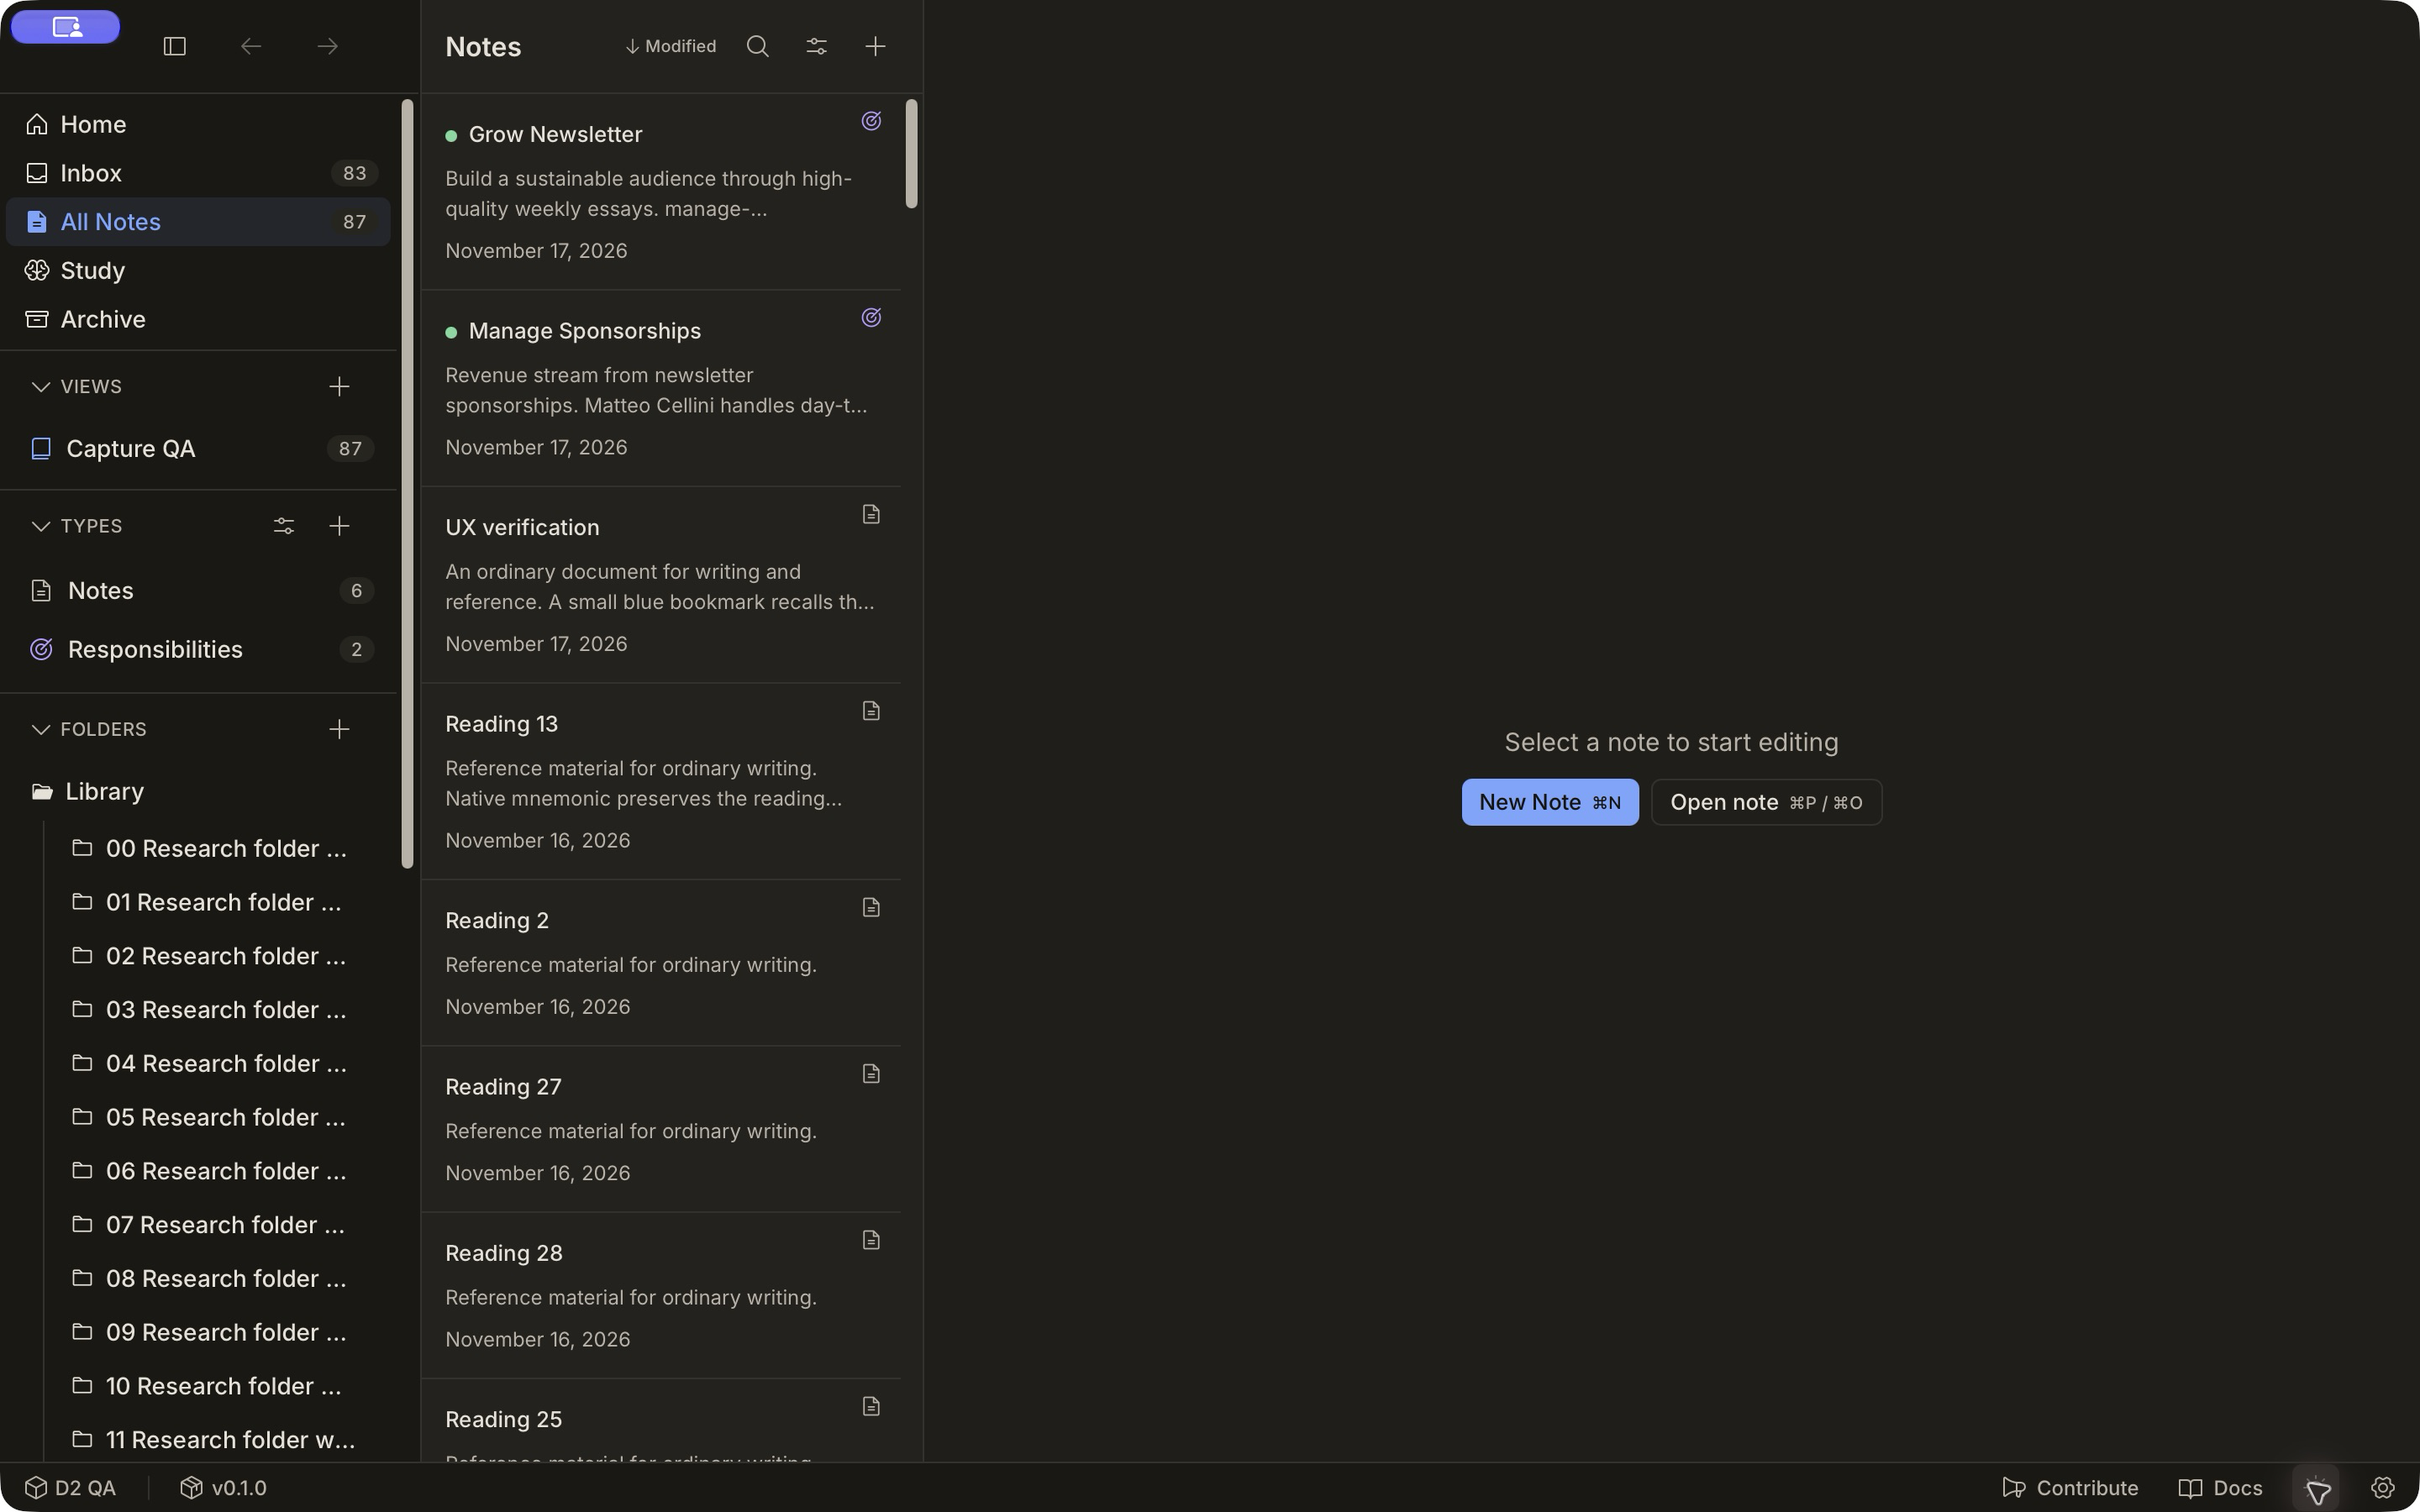 Notes
Modified
Home
Inbox 83
All Notes 87
Study
Archive
VIEWS
Capture QA 87
TYPES
Notes 6
Responsibilities 2
FOLDERS
Library
00 Research folder ...
01 Research folder ...
02 Research folder ...
03 Research folder ...
04 Research folder ...
05 Research folder ...
06 Research folder ...
07 Research folder ...
08 Research folder ...
09 Research folder ...
10 Research folder ...
11 Research folder w...
Grow Newsletter
Build a sustainable audience through high-
quality weekly essays. manage-...
November 17, 2026
Manage Sponsorships
Revenue stream from newsletter
sponsorships. Matteo Cellini handles day-t...
November 17, 2026
UX verification
An ordinary document for writing and
reference. A small blue bookmark recalls th...
November 17, 2026
Reading 13
Reference material for ordinary writing.
Native mnemonic preserves the reading...
November 16, 2026
Reading 2
Reference material for ordinary writing.
November 16, 2026
Reading 27
Reference material for ordinary writing.
November 16, 2026
Reading 28
Reference material for ordinary writing.
November 16, 2026
Reading 25
Reference material for ordinary writing.
Select a note to start editing
New Note ⌘N
Open note ⌘P / ⌘O
D2 QA
v0.1.0
Contribute
Docs